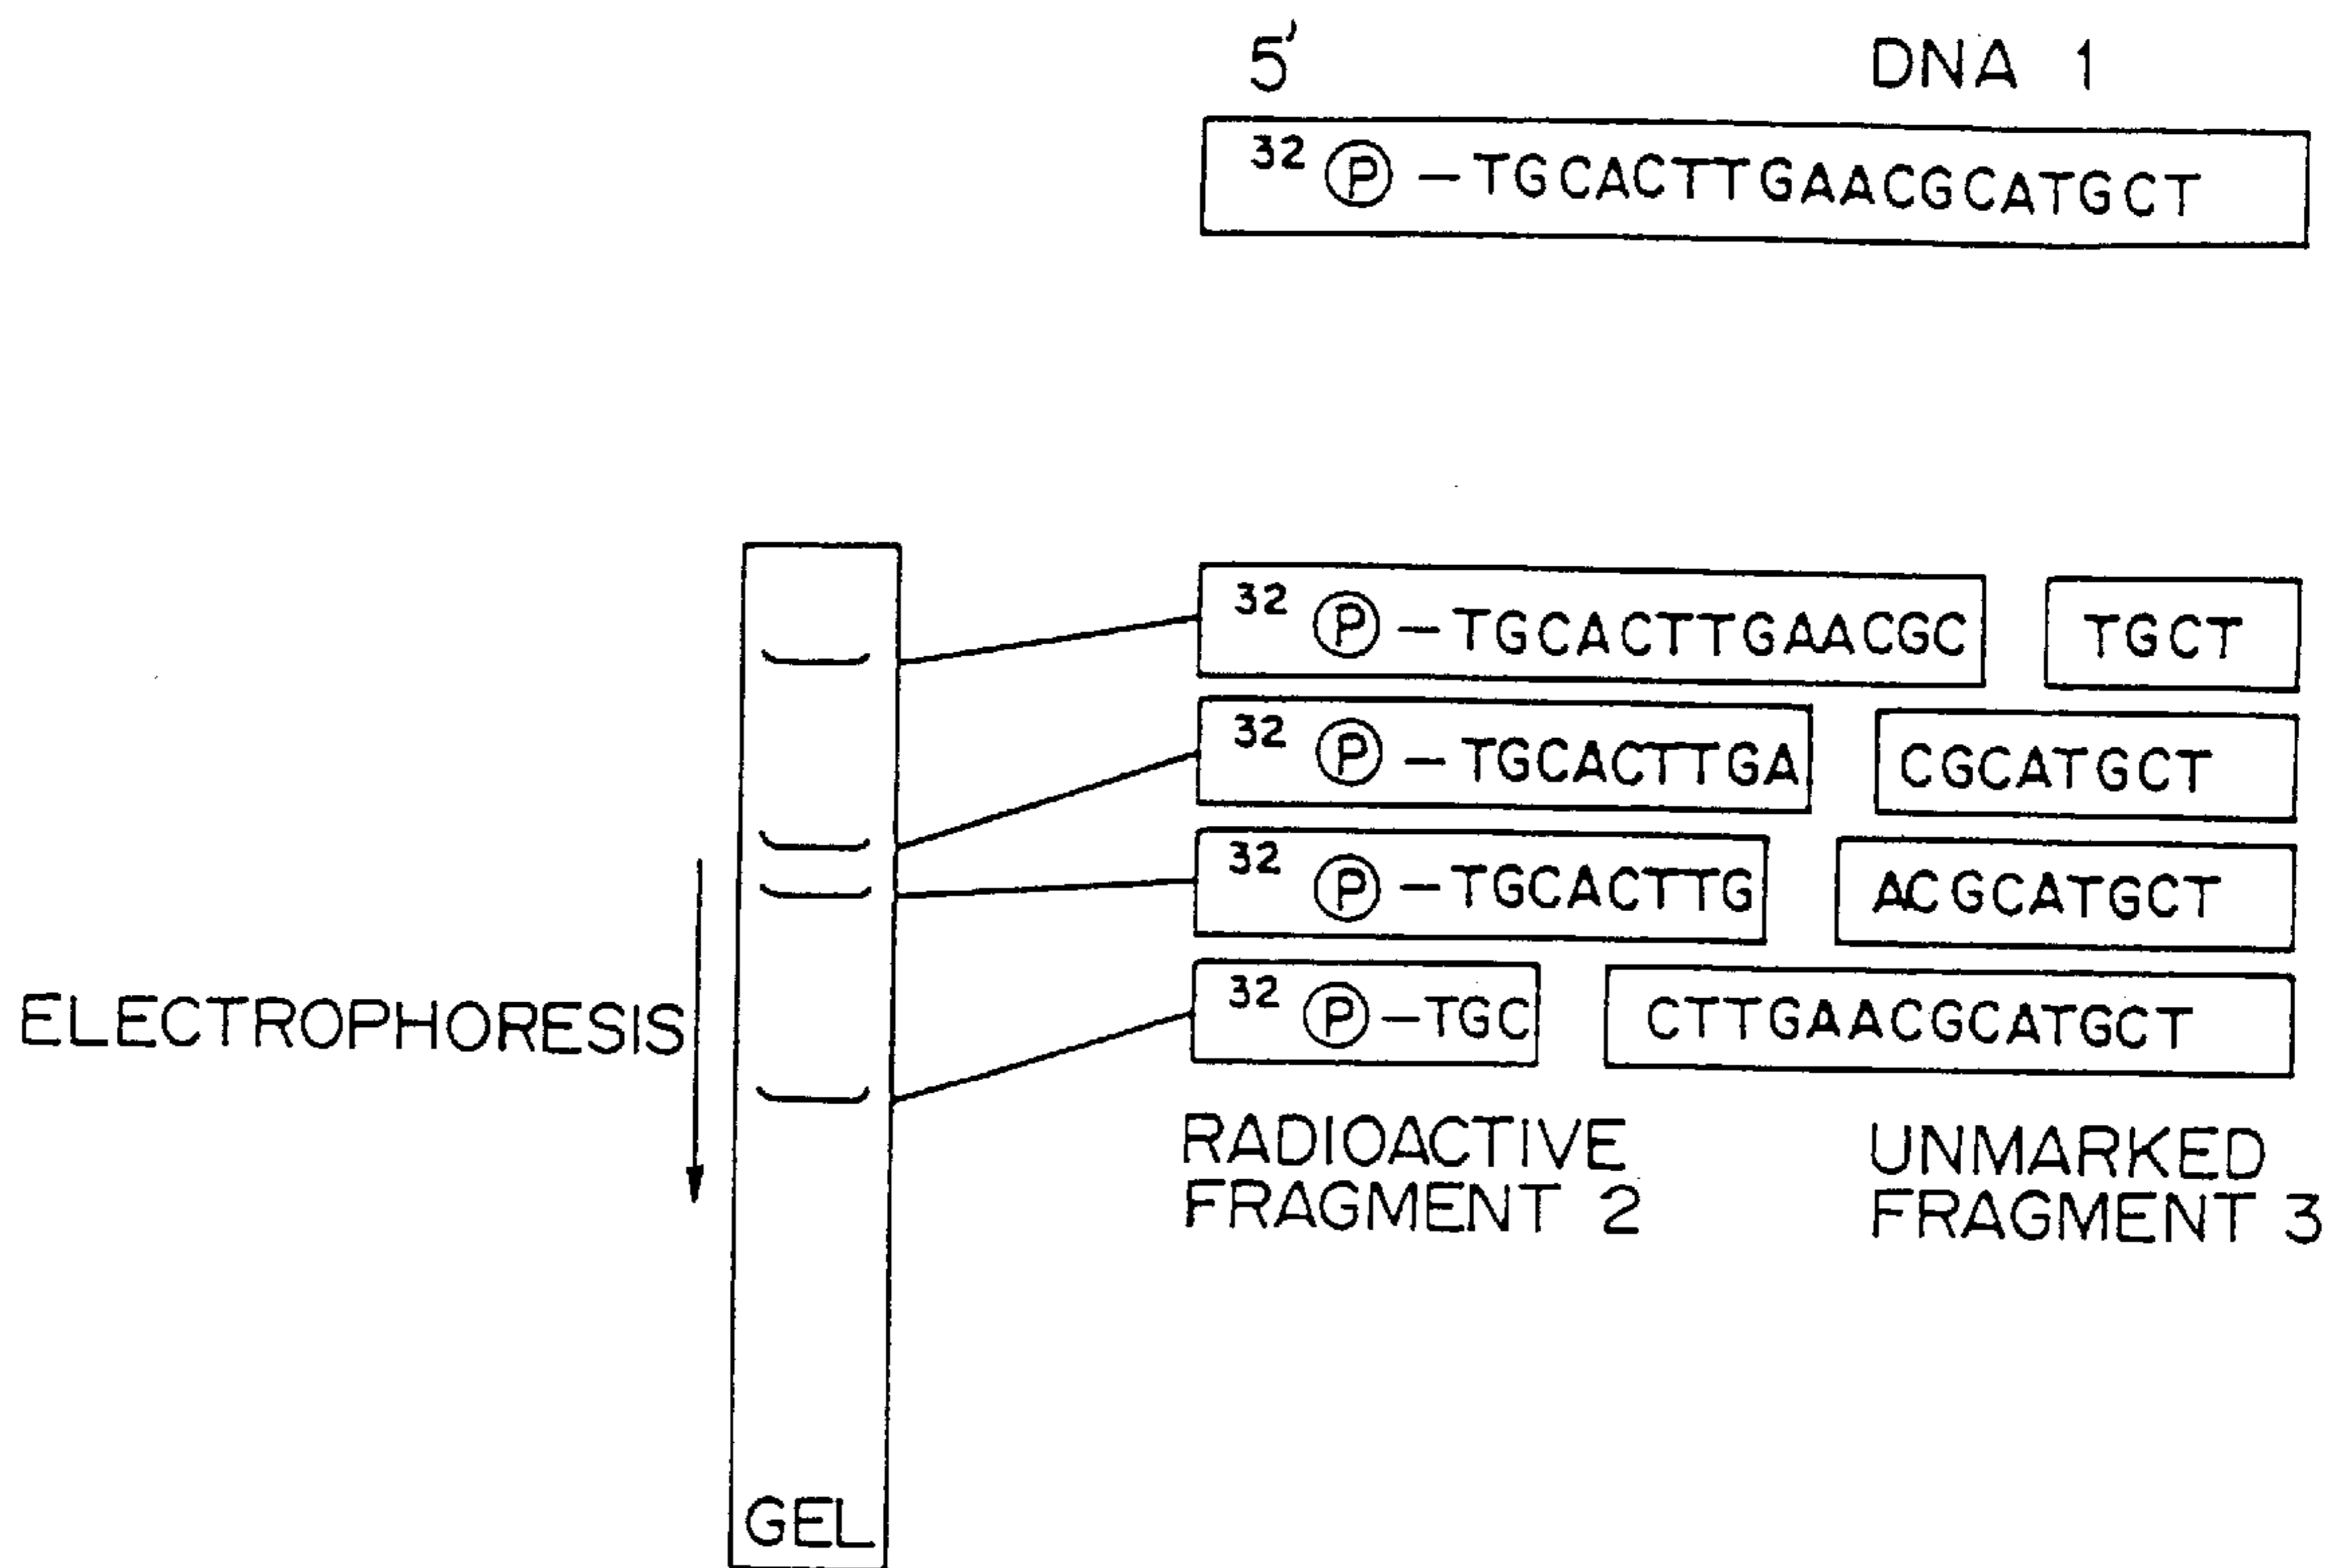 5' DNA 1
32 P —TGCACTTGAACGCATGCT
32 P —TGCACTTGAACGC TGCT
32 P —TGCACTTGA CGCATGCT
32 P —TGCACTTG ACGCATGCT
ELECTROPHORESIS
32 P —TGC CTTGAACGCATGCT
RADIOACTIVE FRAGMENT 2
UNMARKED FRAGMENT 3
GEL